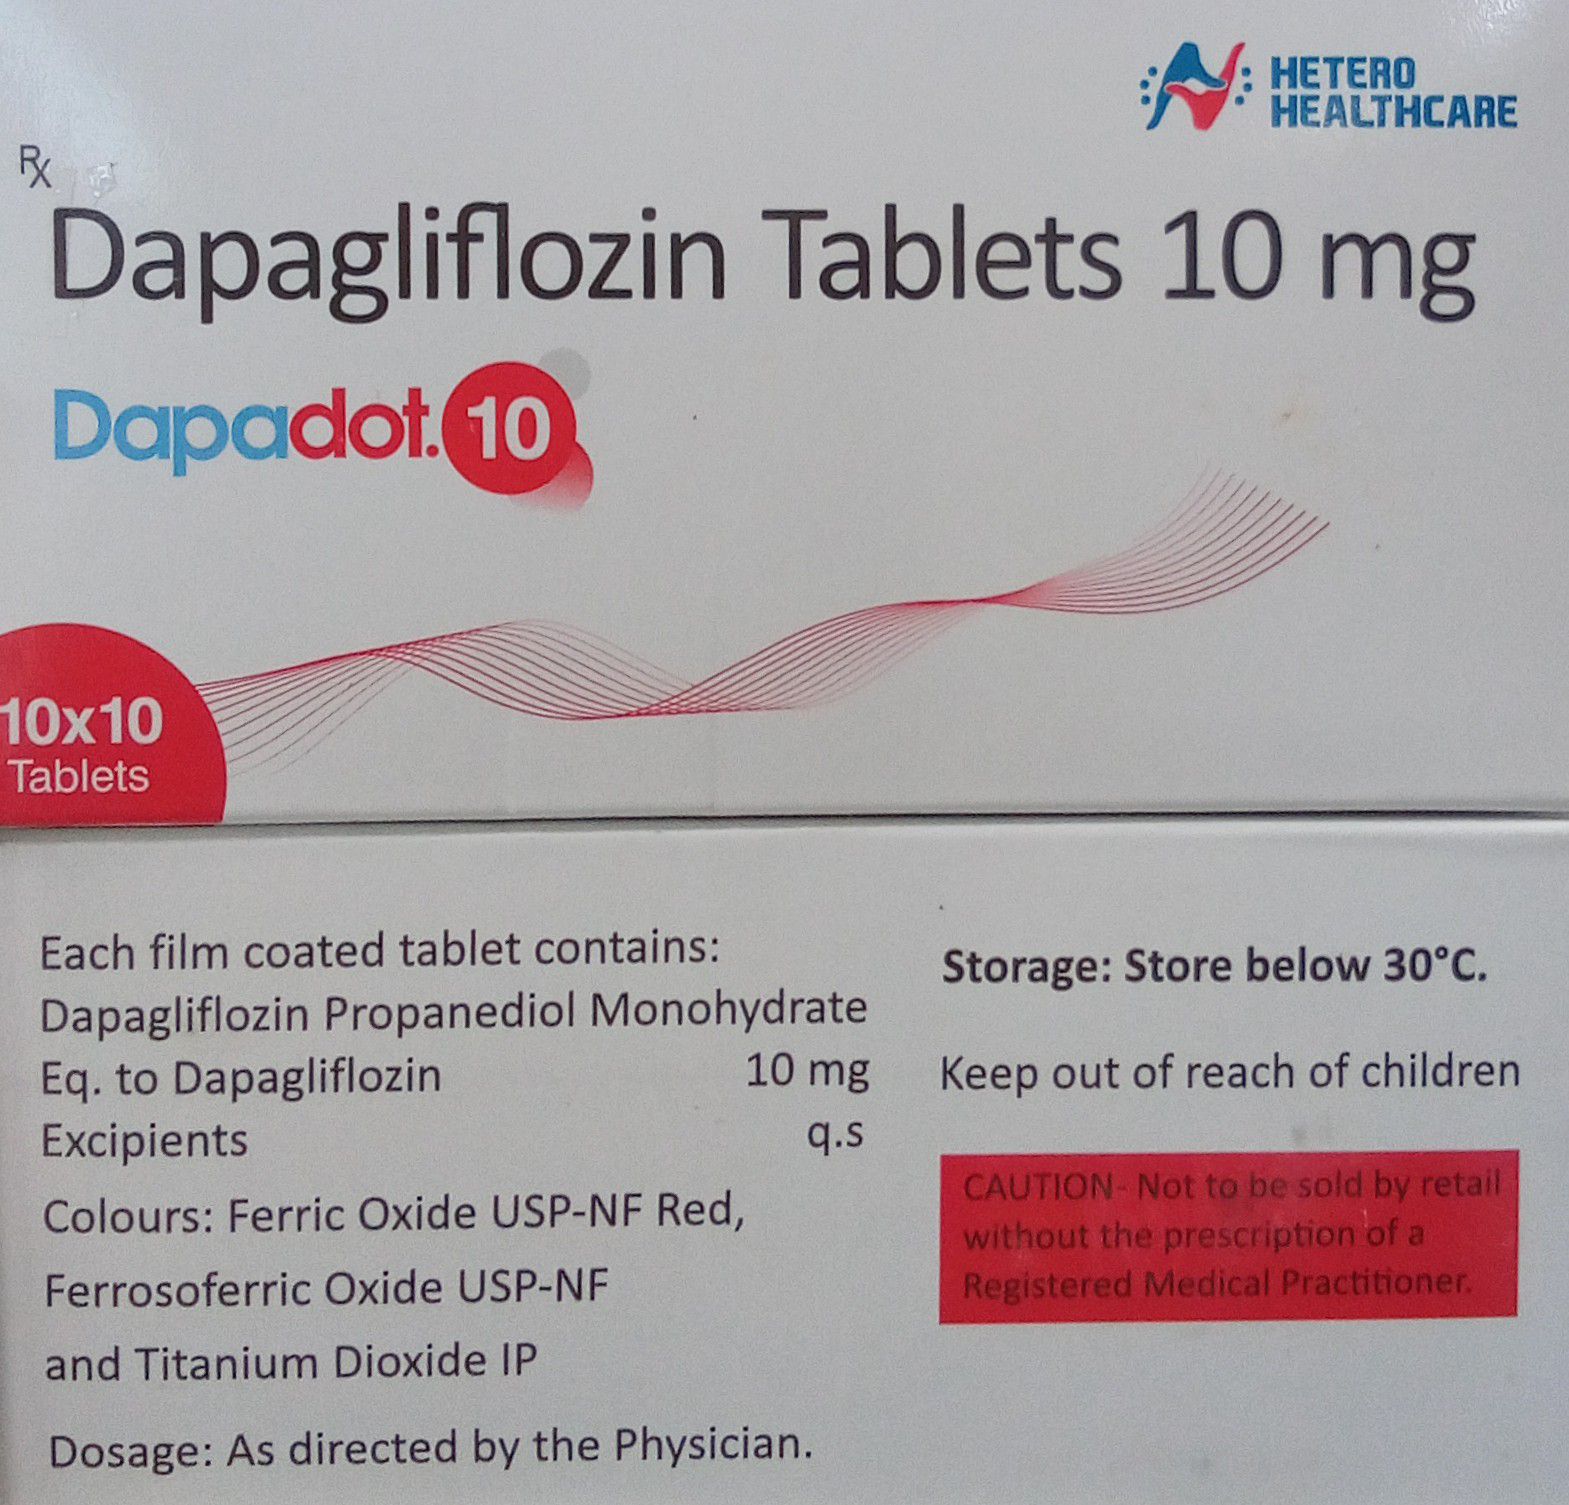 HETERO
HEALTHCARE
Rx
Dapagliflozin Tablets 10 mg
Dapadot.10
10x10
Tablets
Each film coated tablet contains:
Dapagliflozin Propanediol Monohydrate
Eq. to Dapagliflozin 10 mg
Excipients q.s
Colours: Ferric Oxide USP-NF Red,
Ferrosoferric Oxide USP-NF
and Titanium Dioxide IP
Dosage: As directed by the Physician.
Storage: Store below 30°C.
Keep out of reach of children
CAUTION- Not to be sold by retail
without the prescription of a
Registered Medical Practitioner.